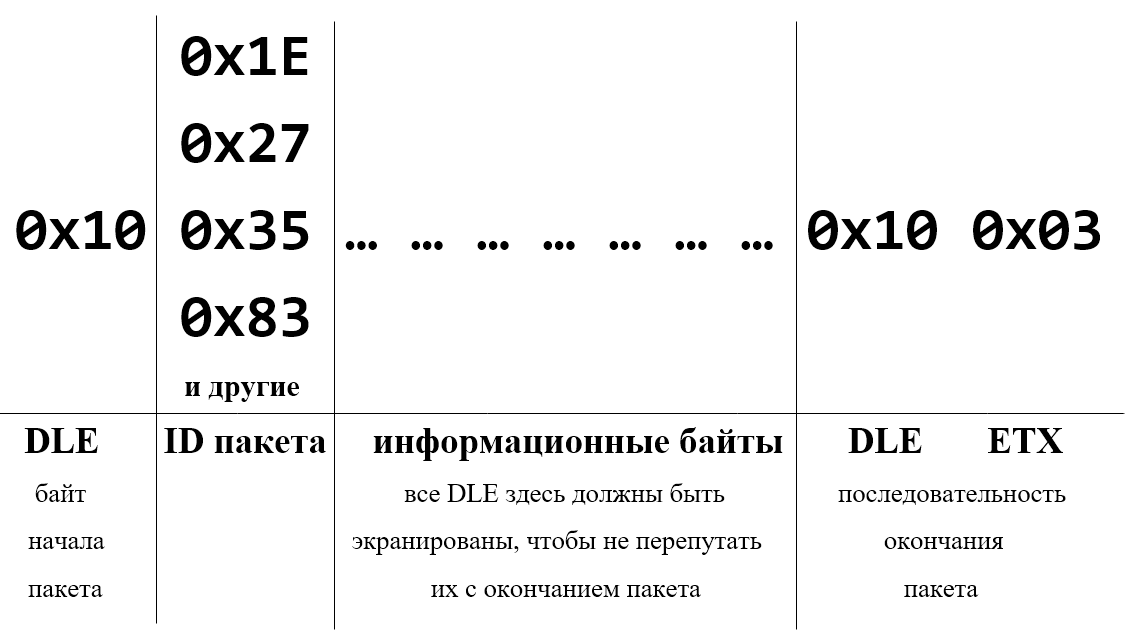 0x1E
0x27
0x10 0x35 … … … … … … … 0x10 0x03
0x83
и другие
DLE ID пакета информационные байты DLE ETX
байт все DLE здесь должны быть последовательность
начала экранированы, чтобы не перепутать окончания
пакета их с окончанием пакета пакета